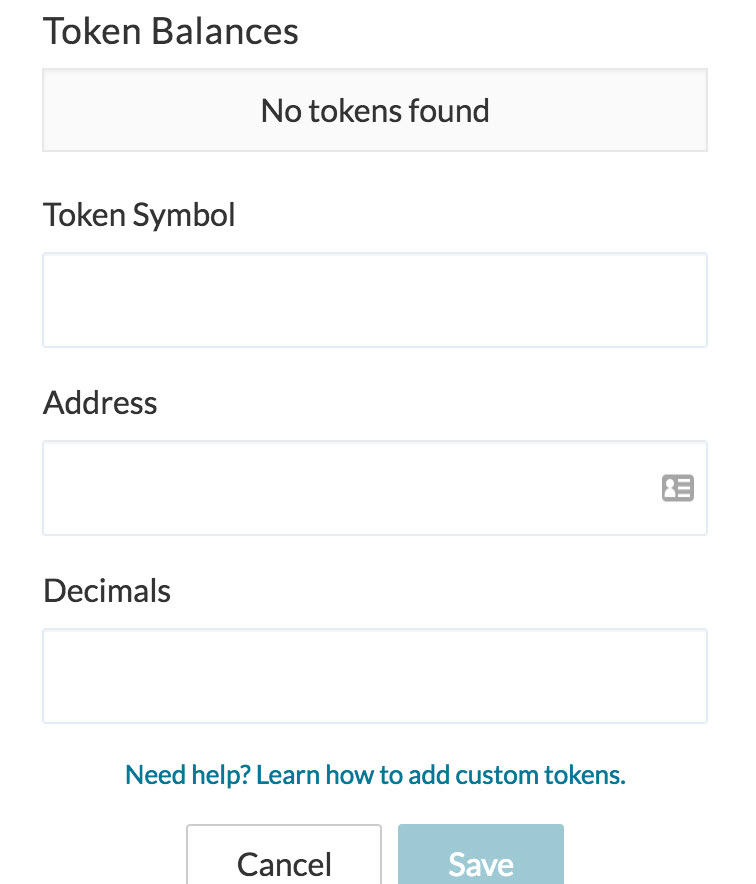 Token Balances
No tokens found
Token Symbol
Address
Decimals
Need help? Learn how to add custom tokens.
Cancel
Save